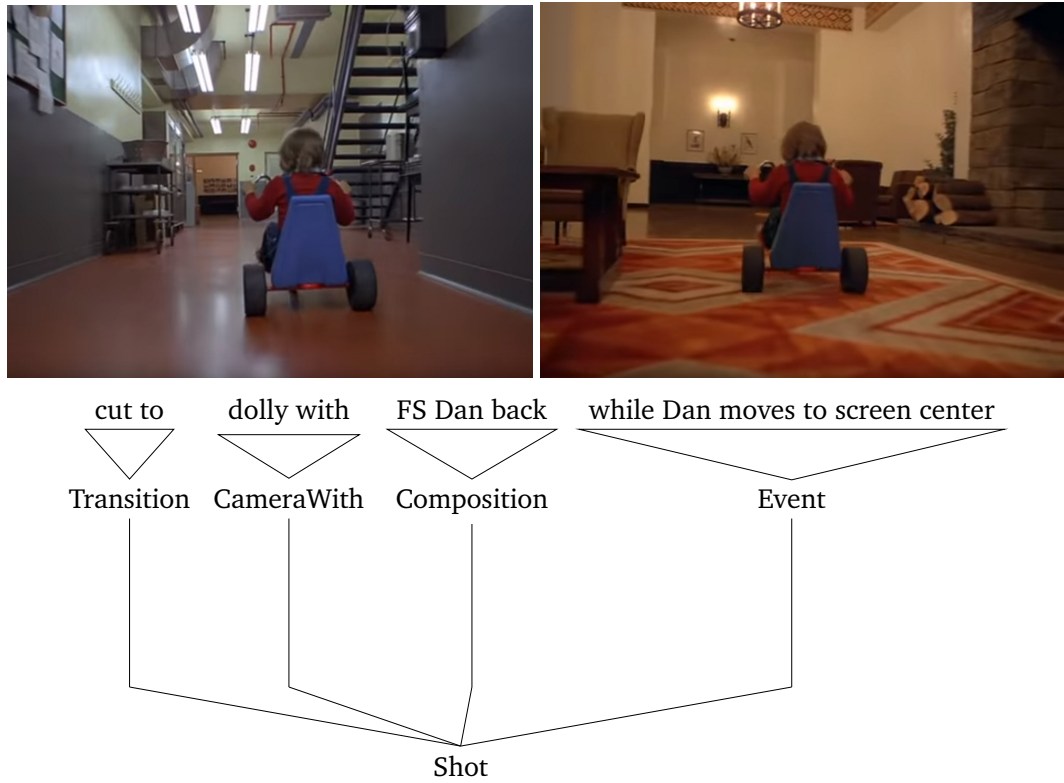 cut to dolly with FS Dan back while Dan moves to screen center
Transition CameraWith Composition Event
Shot